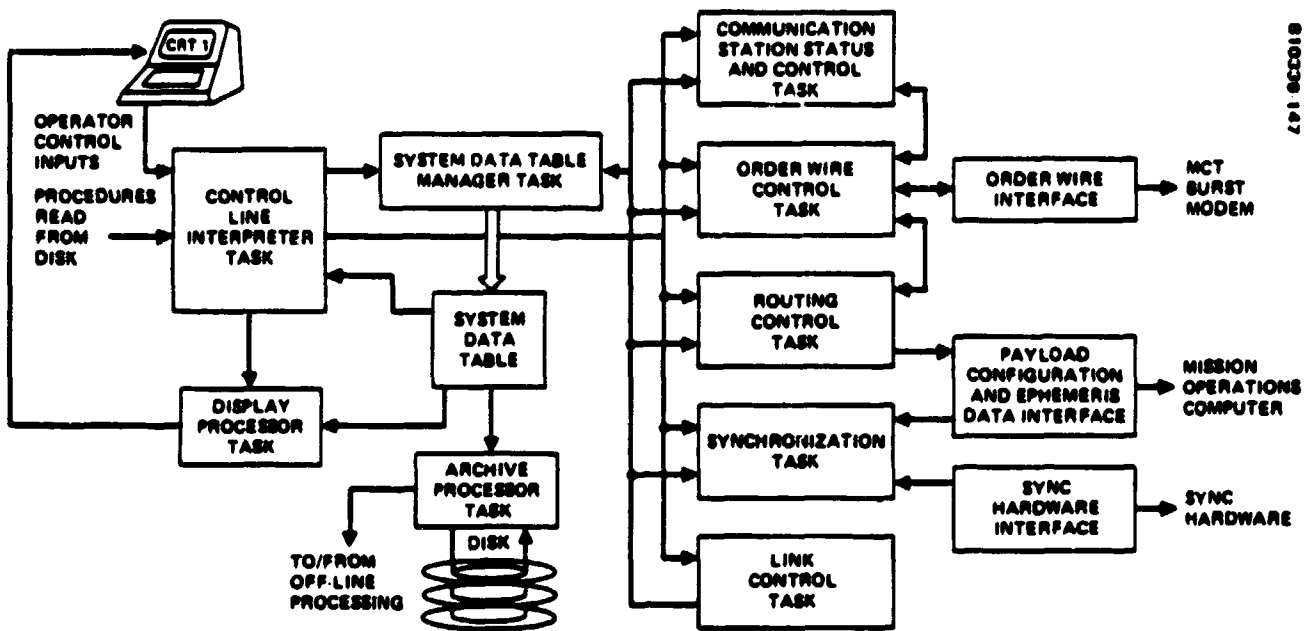 CRT 1
OPERATOR
CONTROL
INPUTS
PROCEDURES
READ
FROM
DISK
CONTROL
LINE
INTERPRETER
TASK
DISPLAY
PROCESSOR
TASK
SYSTEM DATA TABLE
MANAGER TASK
SYSTEM
DATA
TABLE
ARCHIVE
PROCESSOR
TASK
DISK
TO/FROM
OFF-LINE
PROCESSING
COMMUNICATION
STATION STATUS
AND CONTROL
TASK
ORDER WIRE
CONTROL
TASK
ROUTING
CONTROL
TASK
SYNCHRONIZATION
TASK
LINK
CONTROL
TASK
ORDER WIRE
INTERFACE
MCT
BURST
MODEM
PAYLOAD
CONFIGURATION
AND EPHEMERIS
DATA INTERFACE
MISSION
OPERATIONS
COMPUTER
SYNC
HARDWARE
INTERFACE
SYNC
HARDWARE